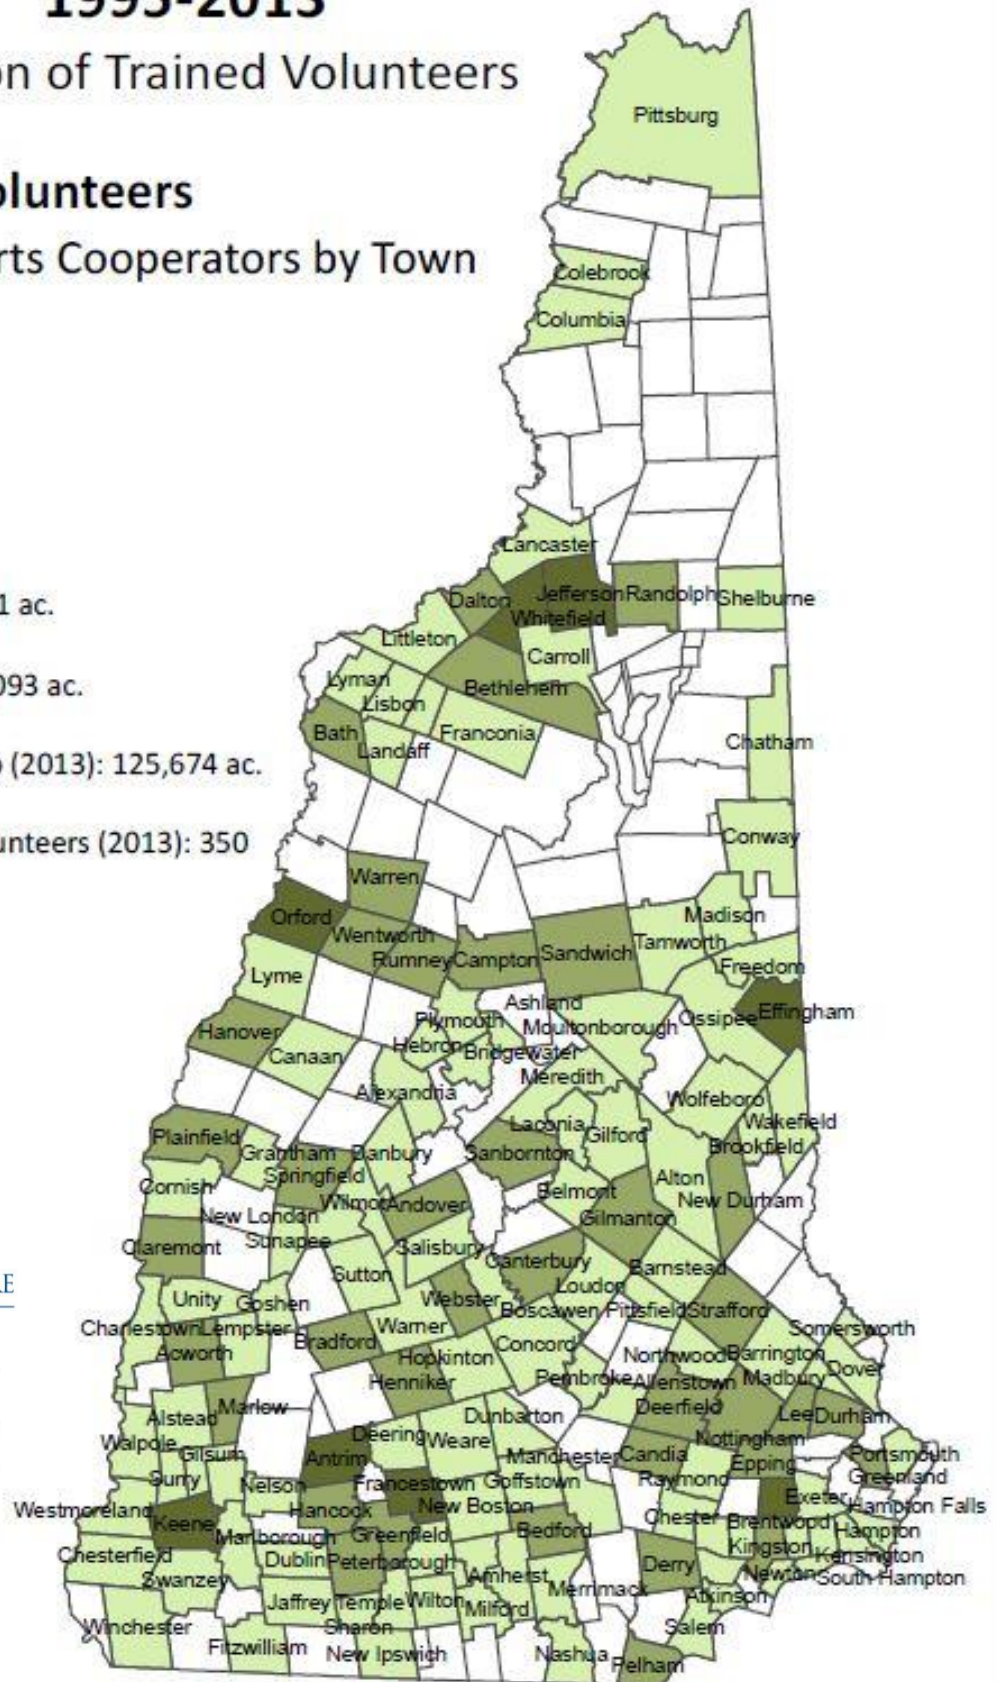 1995-2013
on of Trained Volunteers
olunteers
rts Cooperators by Town
1 ac.
093 ac.
(2013): 125,674 ac.
unteers (2013): 350
RE
Pittsburg
Colebrook
Columbia
Lancaster
Dalton
Jefferson
Randolph
Shelburne
Whitefield
Littleton
Carroll
Lyman
Bethlehem
Lisbon
Bath
Franconia
Landaff
Chatham
Conway
Warren
Orford
Madison
Wentworth
Tamworth
Rumney
Campton
Sandwich
Freedom
Lyme
Ashland
Effingham
Ossipee
Plymouth
Moultonborough
Hanover
Hebron
Bridgewater
Canaan
Meredith
Alexandria
Wolfeboro
Laconia
Gilford
Wakefield
Plainfield
Brookfield
Grantham
Danbury
Sanbornton
Springfield
Alton
Cornish
Belmont
Wilmot
Andover
New Durham
New London
Gilmanton
Sunapee
Claremont
Salisbury
Canterbury
Barnstead
Sutton
Loudon
Unity
Goshen
Webster
Boscawen
Pittsfield
Strafford
Charlestown
Lempster
Warner
Somersworth
Bradford
Concord
Acworth
Hopkinton
Northwood
Barrington
Dover
Henniker
Pembroke
Allenstown
Madbury
Marlow
Deerfield
Alstead
Dunbarton
Lee
Durham
Deering
Weare
Nottingham
Walpole
Gilsum
Antrim
Manchester
Candia
Epping
Portsmouth
Surry
Nelson
Francestown
Goffstown
Raymond
Greenland
Westmoreland
Hancock
New Boston
Exeter
Hampton Falls
Keene
Marlborough
Greenfield
Bedford
Chester
Brentwood
Hampton
Chesterfield
Dublin
Peterborough
Kingston
Kensington
Swanzey
Amherst
Derry
Newton
South Hampton
Jaffrey
Temple
Wilton
Milford
Merrimack
Atkinson
Winchester
Sharon
Salem
Fitzwilliam
New Ipswich
Nashua
Pelham